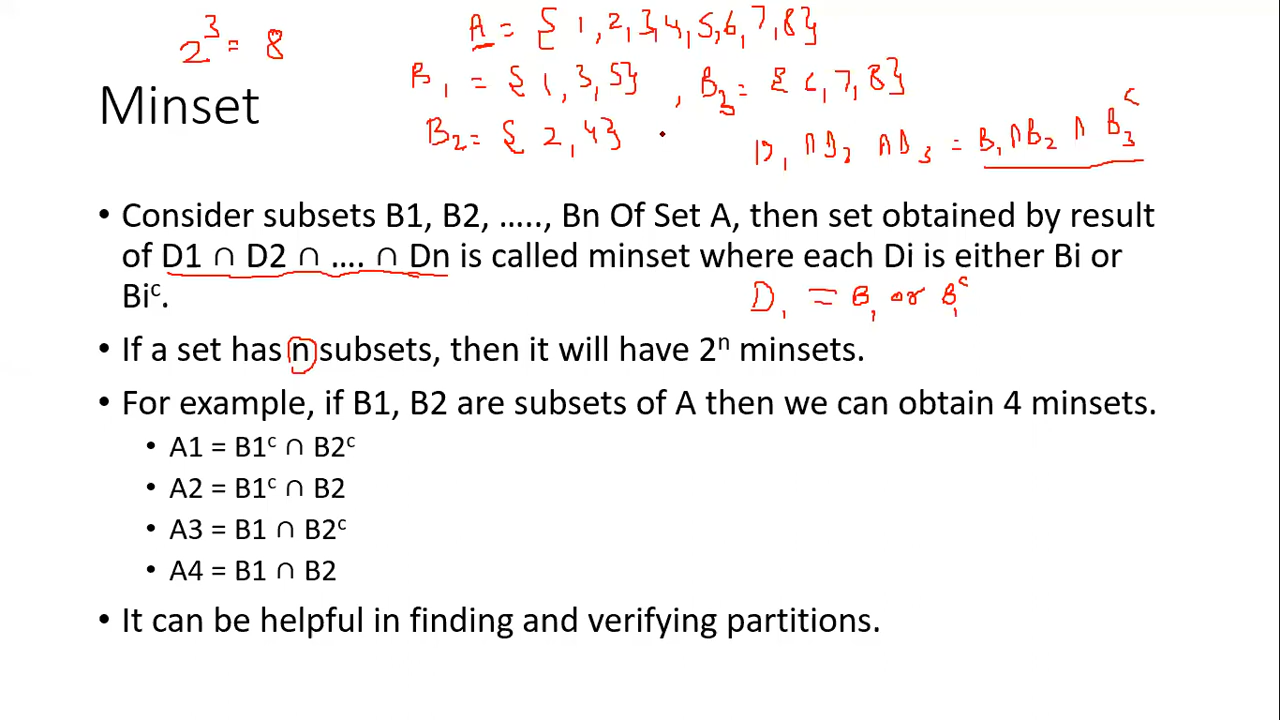 2³ = 8
A = { 1, 2, 3, 4, 5, 6, 7, 8 }
B₁ = { 1, 3, 5 } , B₃ = { 6, 7, 8 }
Minset
B₂ = { 2, 4 }
D₁ ∩ D₂ ∩ D₃ = B₁ ∩ B₂ ∩ B₃ᶜ
• Consider subsets B1, B2, ….., Bn Of Set A, then set obtained by result
of D1 ∩ D2 ∩ …. ∩ Dn is called minset where each Di is either Bi or
Biᶜ.
D₁ = B₁ or B₁ᶜ
• If a set has n subsets, then it will have 2ⁿ minsets.
• For example, if B1, B2 are subsets of A then we can obtain 4 minsets.
• A1 = B1ᶜ ∩ B2ᶜ
• A2 = B1ᶜ ∩ B2
• A3 = B1 ∩ B2ᶜ
• A4 = B1 ∩ B2
• It can be helpful in finding and verifying partitions.